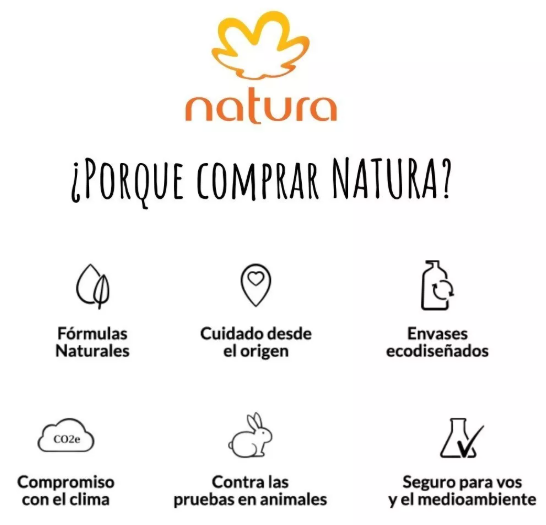 natura
¿PORQUE COMPRAR NATURA?
Fórmulas
Naturales
Cuidado desde
el origen
Envases
ecodiseñados
CO2e
Compromiso
con el clima
Contra las
pruebas en animales
Seguro para vos
y el medioambiente